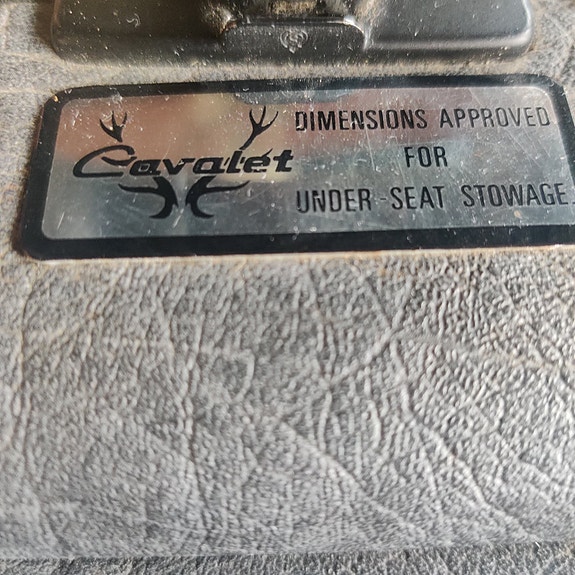 Cavalet
DIMENSIONS APPROVED
FOR
UNDER-SEAT STOWAGE